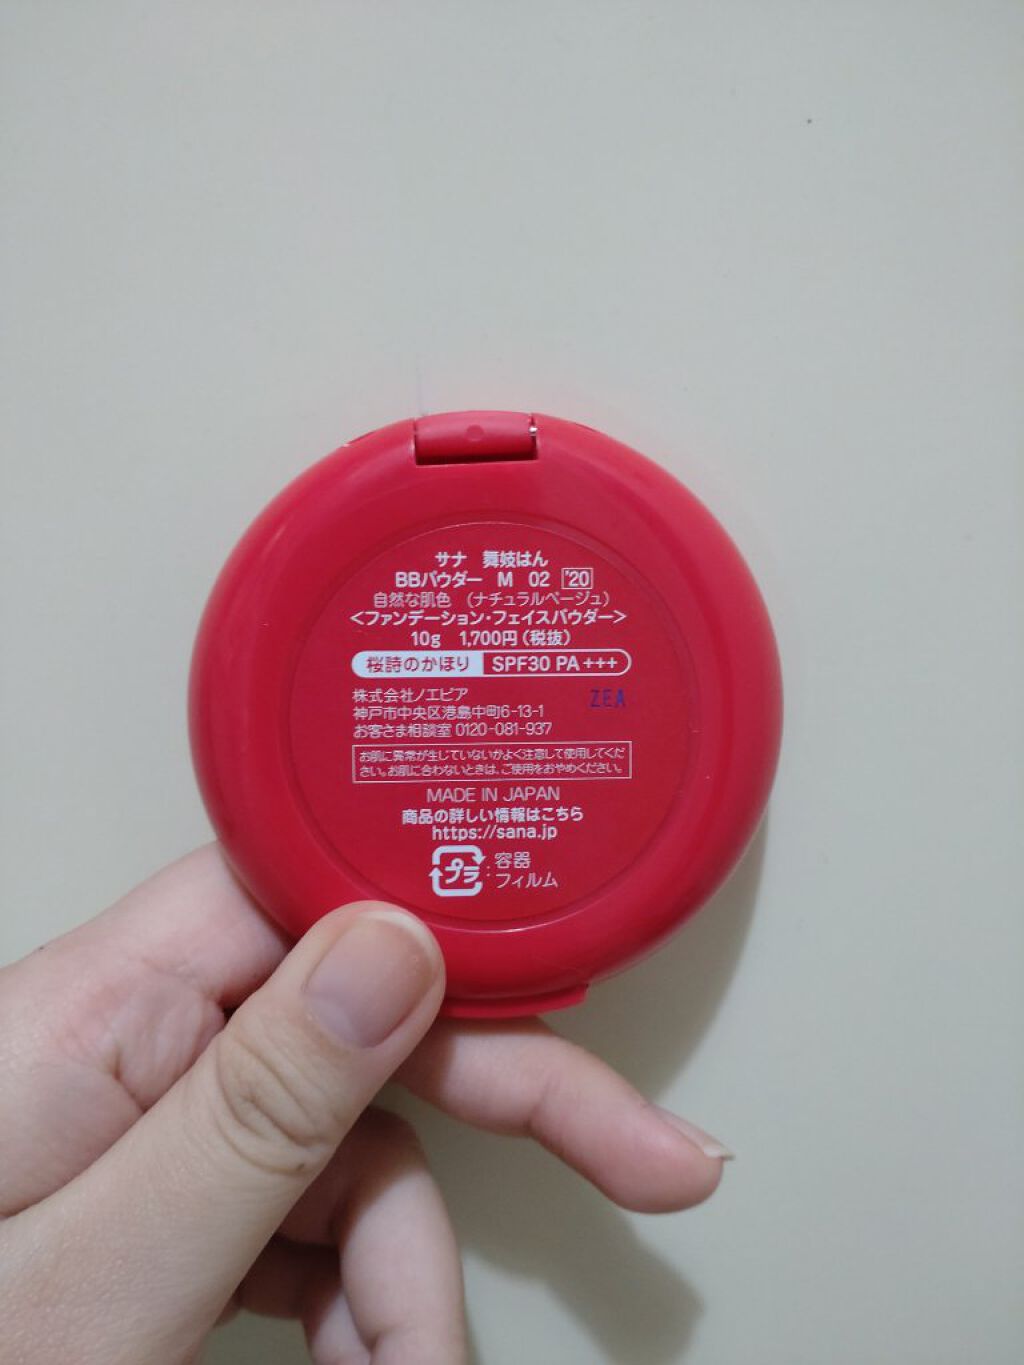 サナ 舞妓はん
BBパウダー M 02 '20
自然な肌色 (ナチュラルベージュ)
<ファンデーション・フェイスパウダー>
10g 1,700円(税抜)
桜詩のかほり SPF30 PA+++
株式会社ノエビア
神戸市中央区港島中町6-13-1
お客さま相談室 0120-081-937
ZEA
お肌に異常が生じていないかよく注意して使用してくだ
さい。お肌に合わないときは、ご使用をおやめください。
MADE IN JAPAN
商品の詳しい情報はこちら
https://sana.jp
プラ : 容器
フィルム